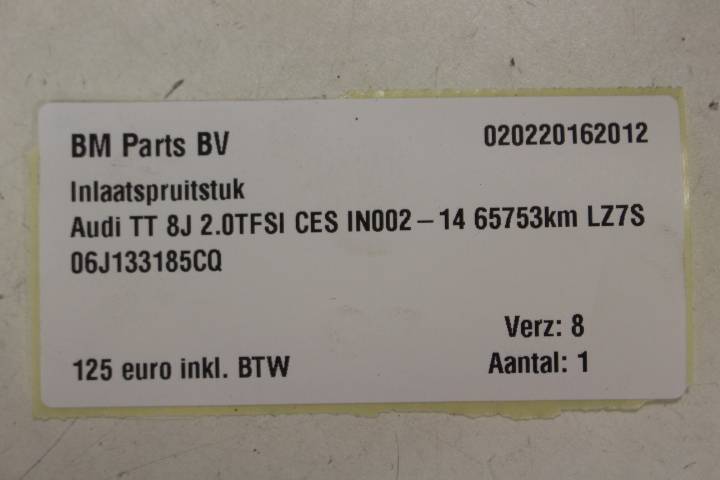 BM Parts BV 020220162012
Inlaatspruitstuk
Audi TT 8J 2.0TFSI CES IN002-14 65753km LZ7S
06J133185CQ
Verz: 8
125 euro inkl. BTW Aantal: 1